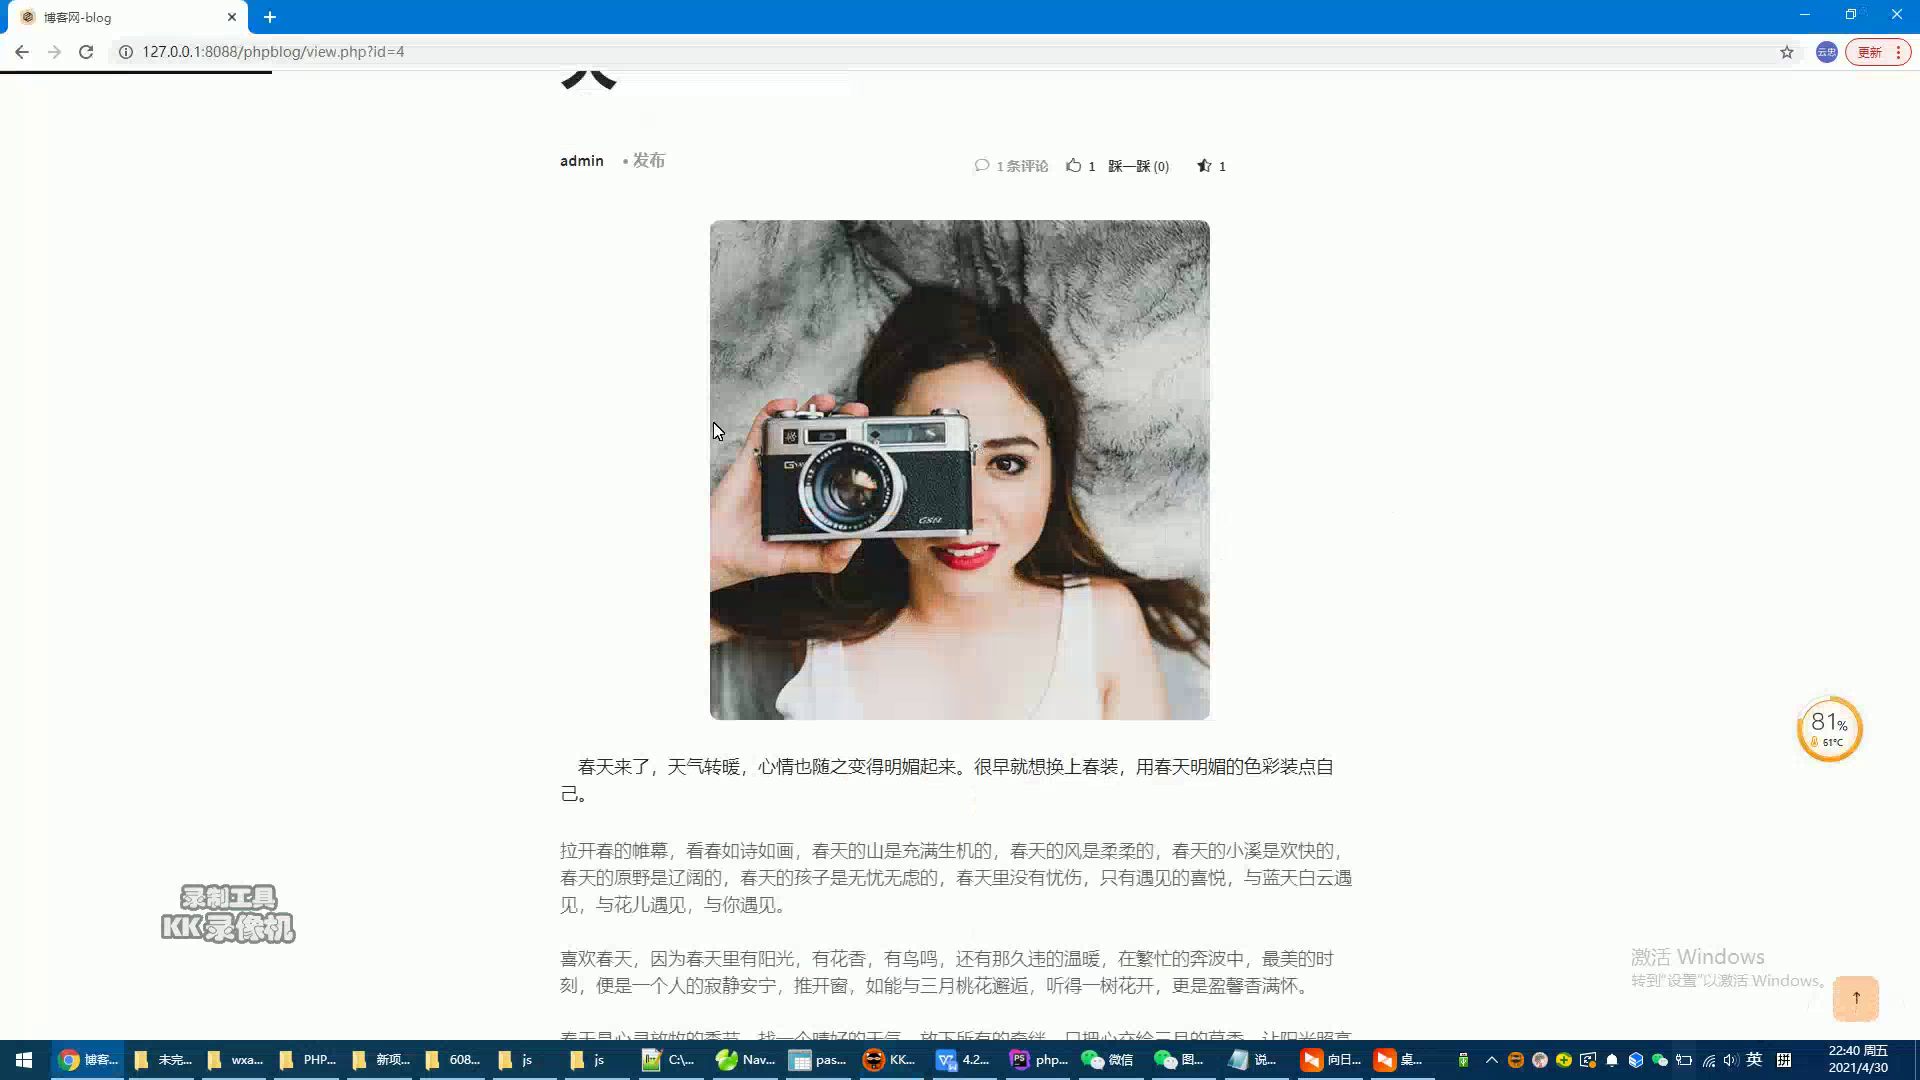 博客网-blog
127.0.0.1:8088/phpblog/view.php?id=4
云忠
更新
admin
• 发布
1 条评论
1
踩一踩 (0)
1
GSN
春天来了，天气转暖，心情也随之变得明媚起来。很早就想换上春装，用春天明媚的色彩装点自
己。
拉开春的帷幕，看春如诗如画，春天的山是充满生机的，春天的风是柔柔的，春天的小溪是欢快的，
春天的原野是辽阔的，春天的孩子是无忧无虑的，春天里没有忧伤，只有遇见的喜悦，与蓝天白云遇
见，与花儿遇见，与你遇见。
喜欢春天，因为春天里有阳光，有花香，有鸟鸣，还有那久违的温暖，在繁忙的奔波中，最美的时
刻，便是一个人的寂静安宁，推开窗，如能与三月桃花邂逅，听得一树花开，更是盈馨香满怀。
81%
61°C
录制工具
KK 录像机
激活 Windows
转到“设置”以激活 Windows。
博客...
未完...
wxa...
PHP...
新项...
608...
js
js
C:\...
Nav...
pas...
KK...
4.2...
php...
微信
图...
说...
向日...
桌...
英
拼
22:40 周五
2021/4/30